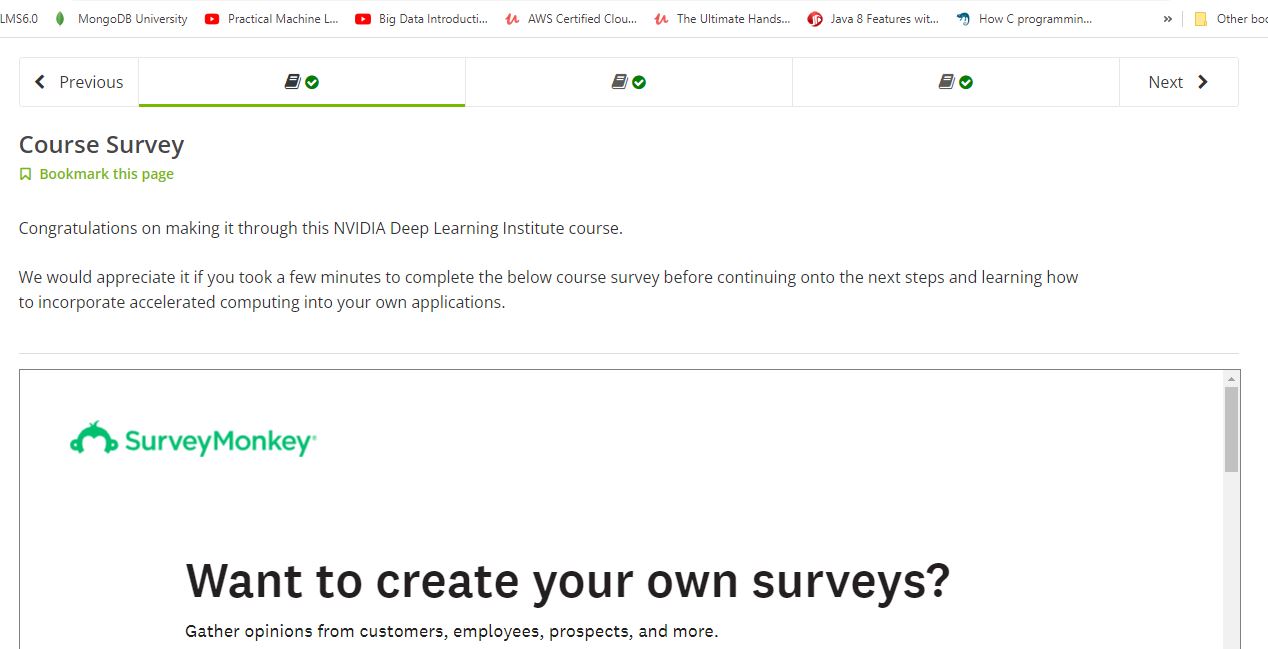 LMS6.0 MongoDB University Practical Machine L... Big Data Introducti... AWS Certified Clou... The Ultimate Hands... Java 8 Features wit... How C programmin... » Other boo
Previous Next
Course Survey
Bookmark this page
Congratulations on making it through this NVIDIA Deep Learning Institute course.
We would appreciate it if you took a few minutes to complete the below course survey before continuing onto the next steps and learning how
to incorporate accelerated computing into your own applications.
SurveyMonkey®
Want to create your own surveys?
Gather opinions from customers, employees, prospects, and more.